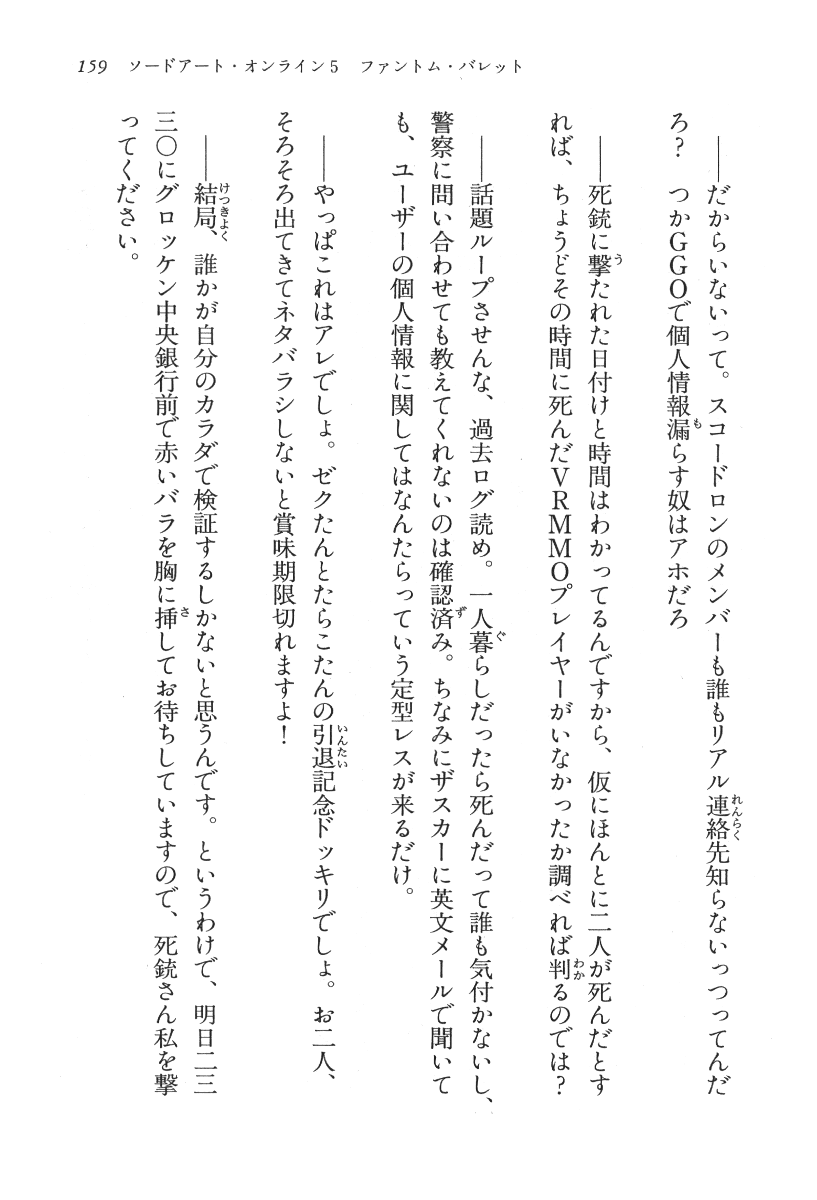 159 ソードアート・オンライン5 ファントム・バレット
――だからいないって。スコードロンのメンバーも誰もリアル連絡先知らないっつってんだ
ろ? つかGGOで個人情報漏らす奴はアホだろ
――死銃に撃たれた日付けと時間はわかってるんですから、仮にほんとに二人が死んだとす
れば、ちょうどその時間に死んだVRMMOプレイヤーがいなかったか調べれば判るのでは?
――話題ループさせんな、過去ログ読め。一人暮らしだったら死んだって誰も気付かないし、
警察に問い合わせても教えてくれないのは確認済み。ちなみにザスカーに英文メールで聞いて
も、ユーザーの個人情報に関してはなんたらっていう定型レスが来るだけ。
――やっぱこれはアレでしょ。ゼクたんとたらこたんの引退記念ドッキリでしょ。お二人、
そろそろ出てきてネタバラシしないと賞味期限切れますよ!
――結局、誰かが自分のカラダで検証するしかないと思うんです。というわけで、明日二三
三〇にグロッケン中央銀行前で赤いバラを胸に挿してお待ちしていますので、死銃さん私を撃
ってください。